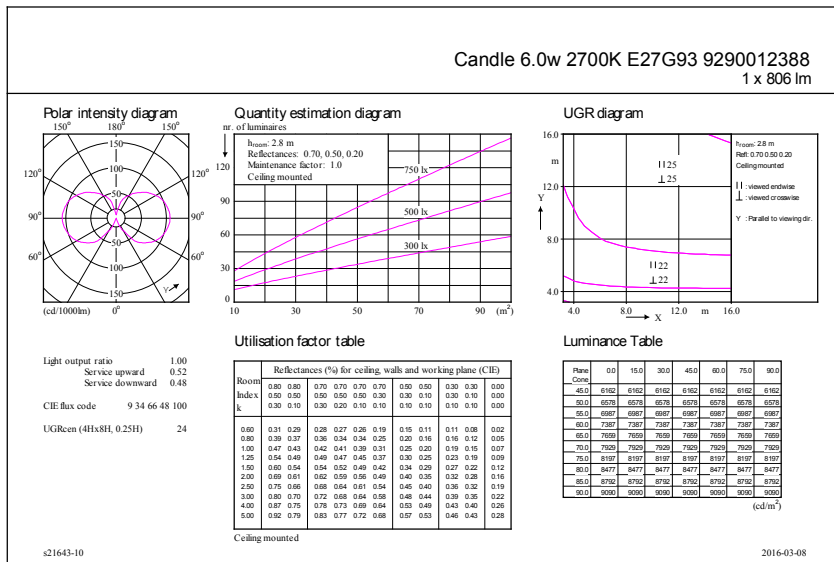 Candle 6.0w 2700K E27G93 9290012388
1 x 806 lm
Polar intensity diagram
150° 180° 150°
120° 120°
90° 90°
60° 60°
150
100
50
50
100
150
γ
(cd/1000lm) 0°
Quantity estimation diagram
nr. of luminaires
hroom: 2.8 m
Reflectances: 0.70, 0.50, 0.20
Maintenance factor: 1.0
Ceiling mounted
120
90
60
30
0
750 lx
500 lx
300 lx
10 30 50 70 90 (m²)
UGR diagram
16.0
m
12.0
Y
8.0
4.0
||25
⊥25
||22
⊥22
4.0 8.0 12.0 m 16.0
X
hroom: 2.8 m
Refl: 0.70 0.50 0.20
Ceiling mounted
|| : viewed endwise
⊥ : viewed crosswise
Y : Parallel to viewing dir.
Light output ratio 1.00
Service upward 0.52
Service downward 0.48
CIE flux code 9 34 66 48 100
UGRcen (4Hx8H, 0.25H) 24
Utilisation factor table
Reflectances (%) for ceiling, walls and working plane (CIE)
Room 0.80 0.80 0.70 0.70 0.70 0.70 0.50 0.50 0.30 0.30 0.00
Index 0.50 0.50 0.50 0.50 0.50 0.30 0.30 0.10 0.30 0.10 0.00
k 0.30 0.10 0.30 0.20 0.10 0.10 0.10 0.10 0.10 0.10 0.00
0.60 0.31 0.29 0.28 0.27 0.26 0.19 0.15 0.11 0.11 0.08 0.02
0.80 0.39 0.37 0.36 0.34 0.34 0.25 0.20 0.16 0.16 0.12 0.05
1.00 0.47 0.43 0.42 0.41 0.39 0.31 0.25 0.20 0.19 0.15 0.07
1.25 0.54 0.49 0.49 0.47 0.45 0.37 0.30 0.25 0.23 0.19 0.09
1.50 0.60 0.54 0.54 0.52 0.49 0.42 0.34 0.29 0.27 0.22 0.12
2.00 0.69 0.61 0.62 0.59 0.56 0.49 0.40 0.35 0.32 0.28 0.16
2.50 0.75 0.66 0.68 0.64 0.61 0.54 0.45 0.40 0.36 0.32 0.19
3.00 0.80 0.70 0.72 0.68 0.64 0.58 0.48 0.44 0.39 0.35 0.22
4.00 0.87 0.75 0.78 0.73 0.69 0.64 0.53 0.49 0.43 0.40 0.26
5.00 0.92 0.79 0.83 0.77 0.72 0.68 0.57 0.53 0.46 0.43 0.28
Ceiling mounted
Luminance Table
Plane 0.0 15.0 30.0 45.0 60.0 75.0 90.0
Cone
45.0 6162 6162 6162 6162 6162 6162 6162
50.0 6578 6578 6578 6578 6578 6578 6578
55.0 6987 6987 6987 6987 6987 6987 6987
60.0 7387 7387 7387 7387 7387 7387 7387
65.0 7659 7659 7659 7659 7659 7659 7659
70.0 7929 7929 7929 7929 7929 7929 7929
75.0 8197 8197 8197 8197 8197 8197 8197
80.0 8477 8477 8477 8477 8477 8477 8477
85.0 8792 8792 8792 8792 8792 8792 8792
90.0 9090 9090 9090 9090 9090 9090 9090
(cd/m²)
s21643-10
2016-03-08